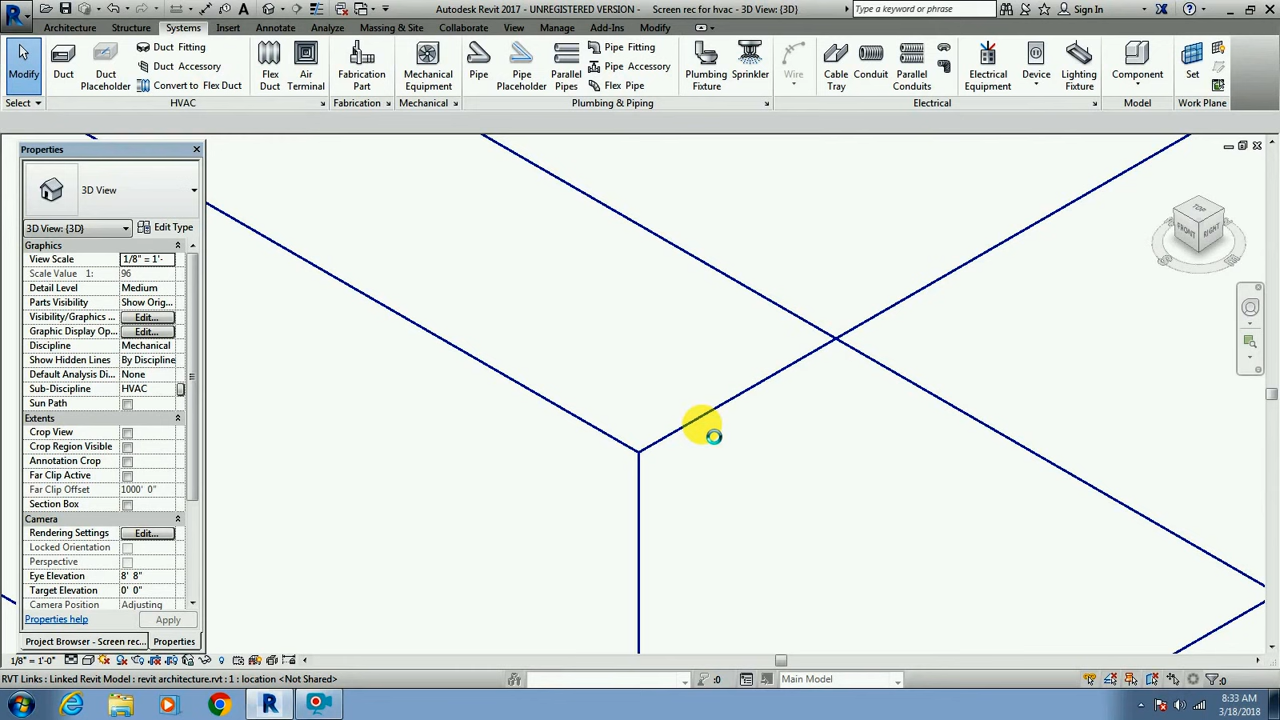 Autodesk Revit 2017 - UNREGISTERED VERSION - Screen rec for hvac - 3D View: {3D}
Type a keyword or phrase
Sign In
Architecture Structure Systems Insert Annotate Analyze Massing & Site Collaborate View Manage Add-Ins Modify
Modify
Duct
Duct Placeholder
Duct Fitting
Duct Accessory
Convert to Flex Duct
Flex Duct
Air Terminal
Fabrication Part
Mechanical Equipment
Pipe
Pipe Placeholder
Parallel Pipes
Pipe Fitting
Pipe Accessory
Flex Pipe
Plumbing Fixture
Sprinkler
Wire
Cable Tray
Conduit
Parallel Conduits
Electrical Equipment
Device
Lighting Fixture
Component
Set
Select HVAC Fabrication Mechanical Plumbing & Piping Electrical Model Work Plane
Properties
3D View
3D View: {3D} Edit Type
Graphics
View Scale 1/8" = 1'-
Scale Value 1: 96
Detail Level Medium
Parts Visibility Show Orig...
Visibility/Graphics ... Edit...
Graphic Display Op... Edit...
Discipline Mechanical
Show Hidden Lines By Discipline
Default Analysis Di... None
Sub-Discipline HVAC
Sun Path
Extents
Crop View
Crop Region Visible
Annotation Crop
Far Clip Active
Far Clip Offset 1000' 0"
Section Box
Camera
Rendering Settings Edit...
Locked Orientation
Perspective
Eye Elevation 8' 8"
Target Elevation 0' 0"
Camera Position Adjusting
Properties help Apply
Project Browser - Screen rec... Properties
TOP
FRONT
RIGHT
1/8" = 1'-0"
RVT Links : Linked Revit Model : revit architecture.rvt : 1 : location <Not Shared>
:0
Main Model
:0
8:33 AM
3/18/2018